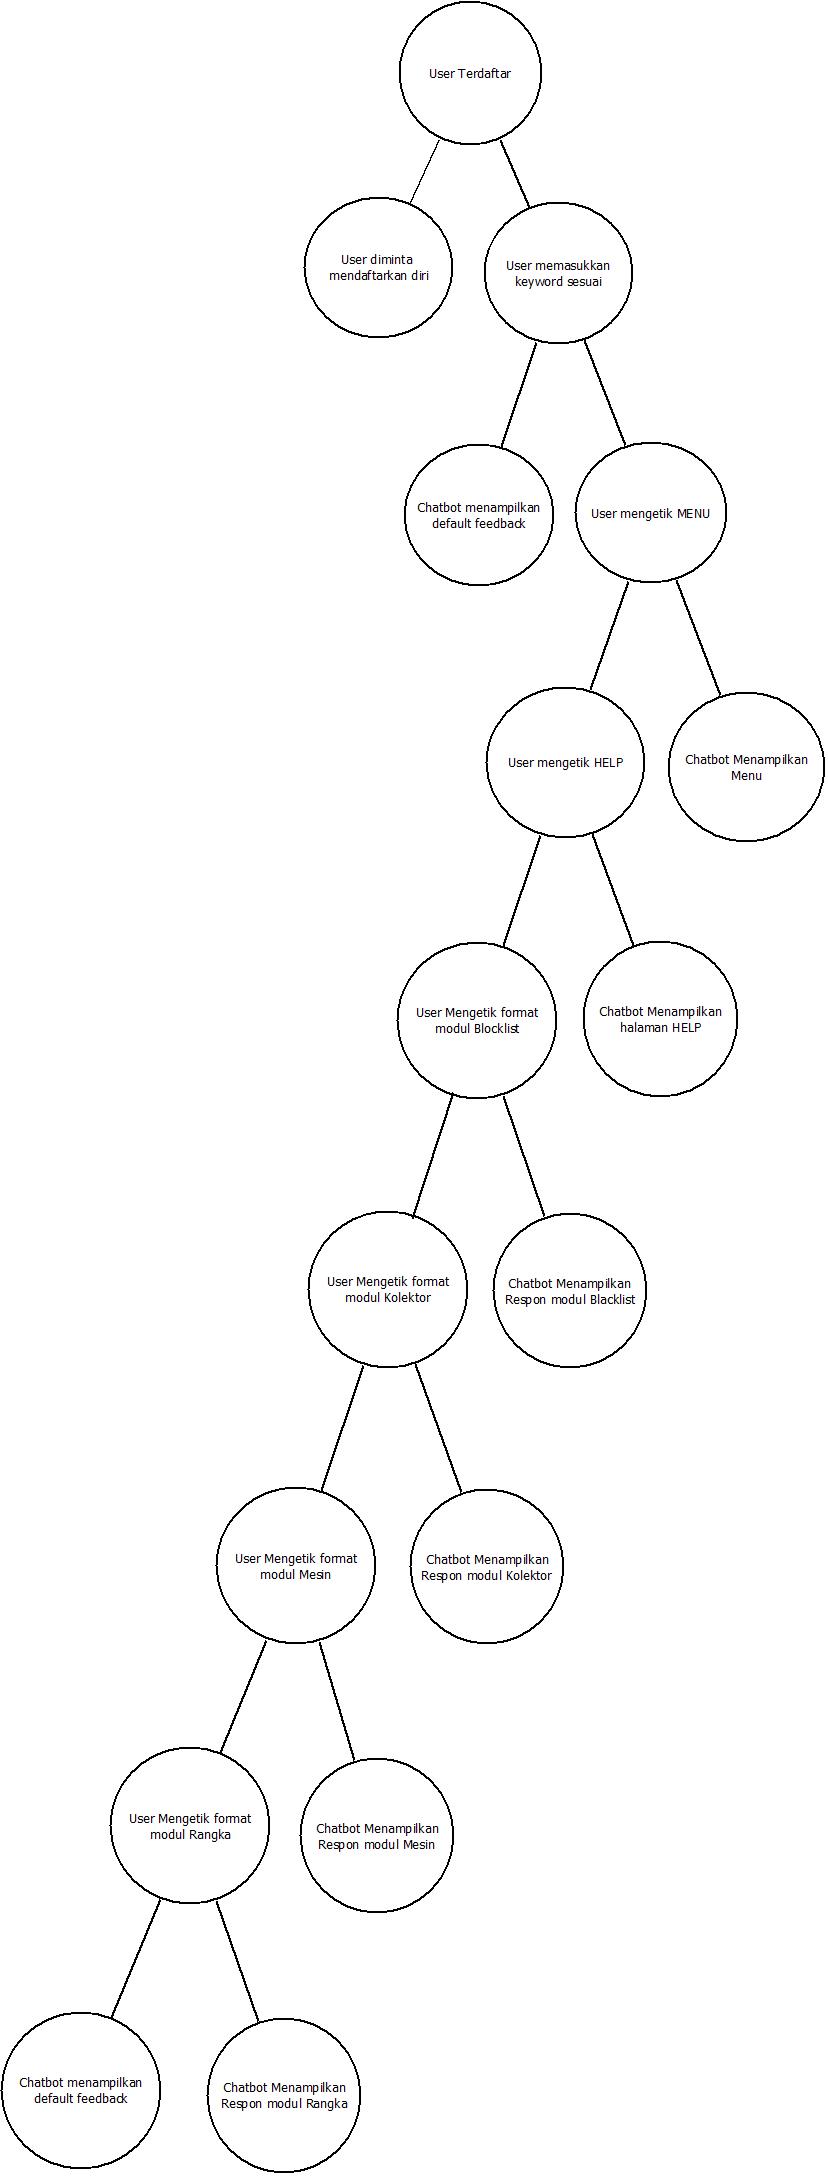 User Terdaftar
User diminta
mendaftarkan diri
User memasukkan
keyword sesuai
Chatbot menampilkan
default feedback
User mengetik MENU
User mengetik HELP
Chatbot Menampilkan
Menu
User Mengetik format
modul Blocklist
Chatbot Menampilkan
halaman HELP
User Mengetik format
modul Kolektor
Chatbot Menampilkan
Respon modul Blacklist
User Mengetik format
modul Mesin
Chatbot Menampilkan
Respon modul Kolektor
User Mengetik format
modul Rangka
Chatbot Menampilkan
Respon modul Mesin
Chatbot menampilkan
default feedback
Chatbot Menampilkan
Respon modul Rangka